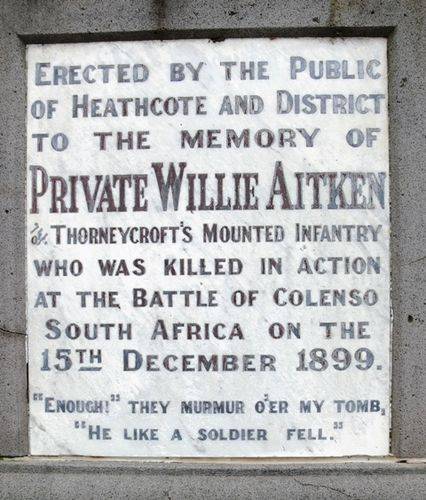 ERECTED BY THE PUBLIC
OF HEATHCOTE AND DISTRICT
TO THE MEMORY OF
PRIVATE WILLIE AITKEN
of THORNEYCROFT'S MOUNTED INFANTRY
WHO WAS KILLED IN ACTION
AT THE BATTLE OF COLENSO
SOUTH AFRICA ON THE
15TH DECEMBER 1899.
"ENOUGH!" THEY MURMUR O'ER MY TOMB,
"HE LIKE A SOLDIER FELL."